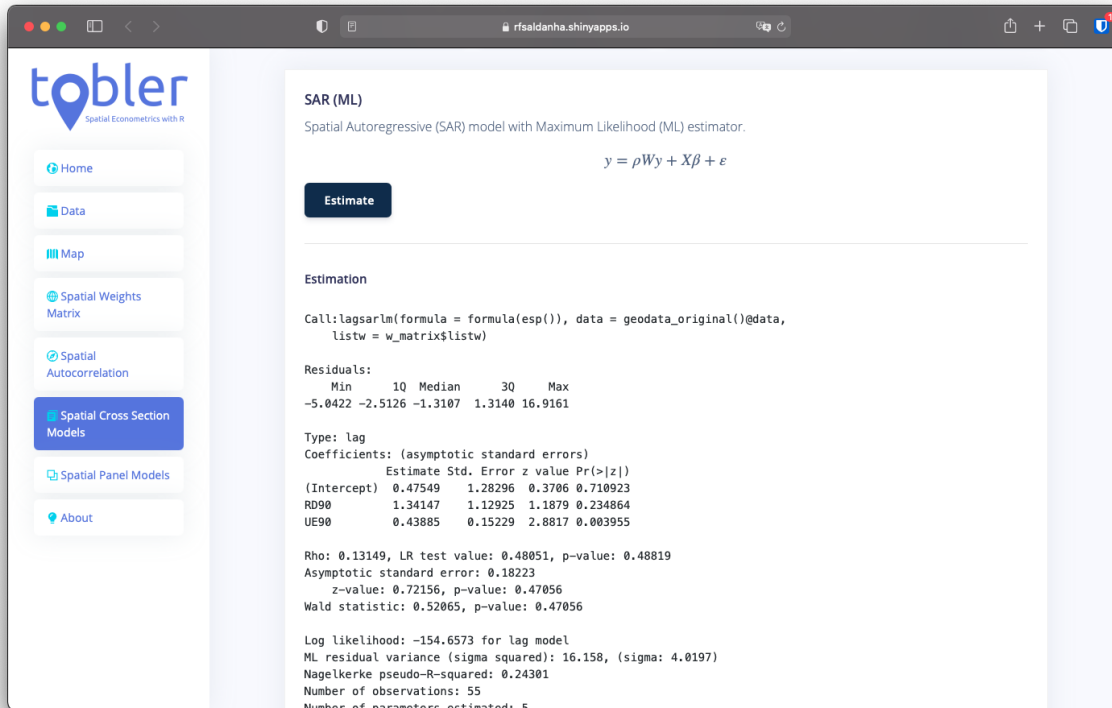 rfsaldanha.shinyapps.io
tobler
Spatial Econometrics with R
Home
Data
Map
Spatial Weights
Matrix
Spatial
Autocorrelation
Spatial Cross Section
Models
Spatial Panel Models
About
SAR (ML)
Spatial Autoregressive (SAR) model with Maximum Likelihood (ML) estimator.
y = ρWy + Xβ + ε
Estimate
Estimation
Call:lagsarlm(formula = formula(esp()), data = geodata_original()@data,
    listw = w_matrix$listw)
Residuals:
    Min      1Q  Median      3Q     Max
-5.0422 -2.5126 -1.3107  1.3140 16.9161
Type: lag
Coefficients: (asymptotic standard errors)
            Estimate Std. Error z value Pr(>|z|)
(Intercept)  0.47549    1.28296  0.3706 0.710923
RD90         1.34147    1.12925  1.1879 0.234864
UE90         0.43885    0.15229  2.8817 0.003955
Rho: 0.13149, LR test value: 0.48051, p-value: 0.48819
Asymptotic standard error: 0.18223
    z-value: 0.72156, p-value: 0.47056
Wald statistic: 0.52065, p-value: 0.47056
Log likelihood: -154.6573 for lag model
ML residual variance (sigma squared): 16.158, (sigma: 4.0197)
Nagelkerke pseudo-R-squared: 0.24301
Number of observations: 55
Number of parameters estimated: 5